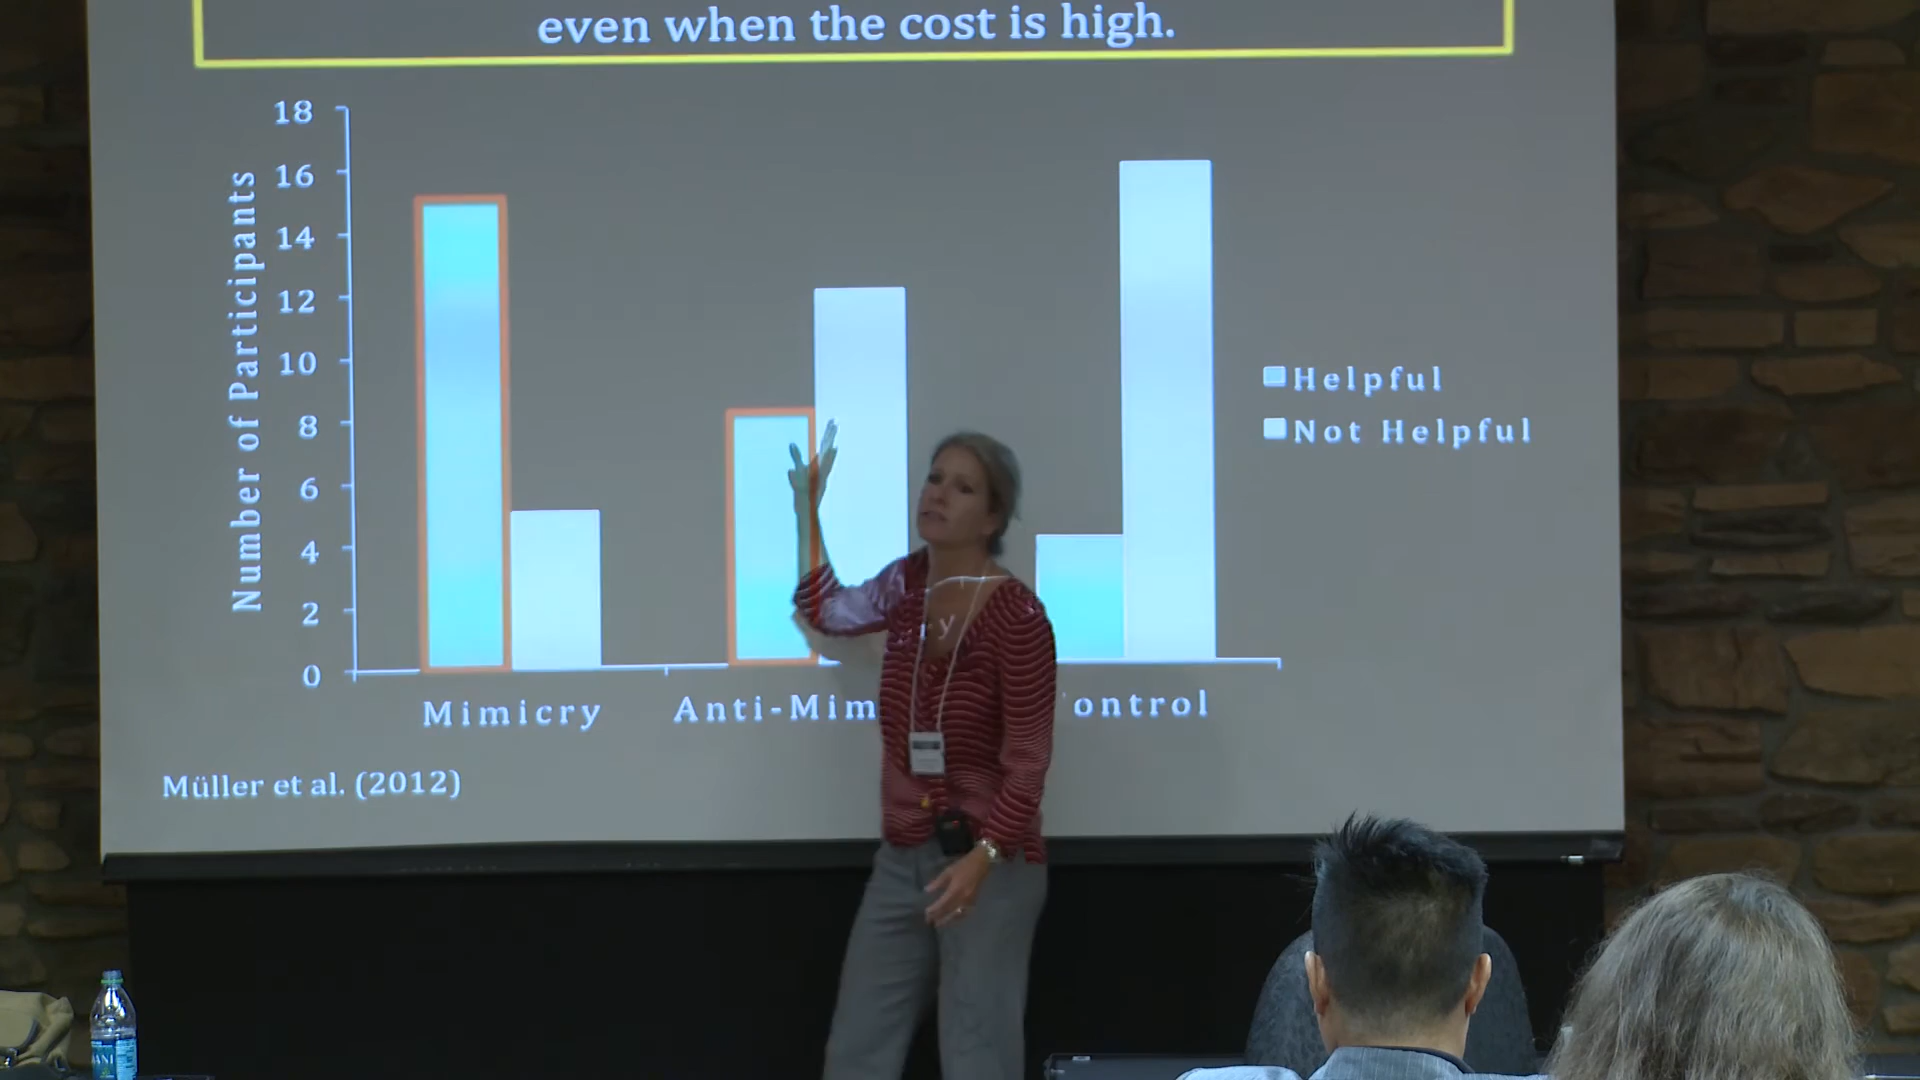 even when the cost is high.
Number of Participants
18
16
14
12
10
8
6
4
2
0
Helpful
Not Helpful
Mimicry
Anti-Mim
ry
ontrol
Müller et al. (2012)